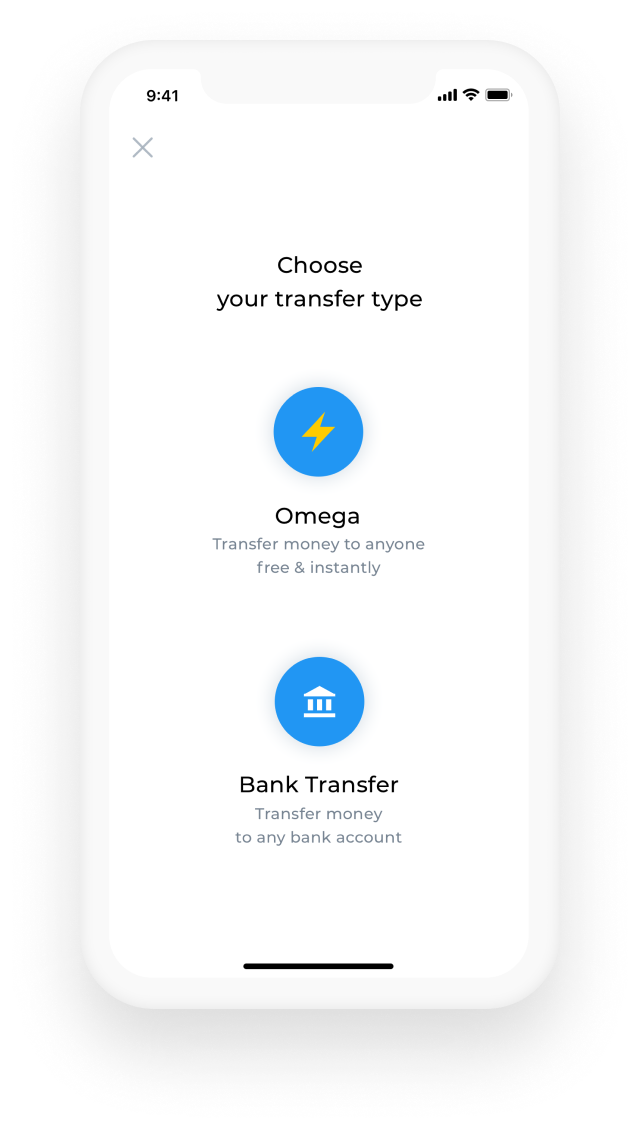 9:41
Choose
your transfer type
Omega
Transfer money to anyone
free & instantly
Bank Transfer
Transfer money
to any bank account